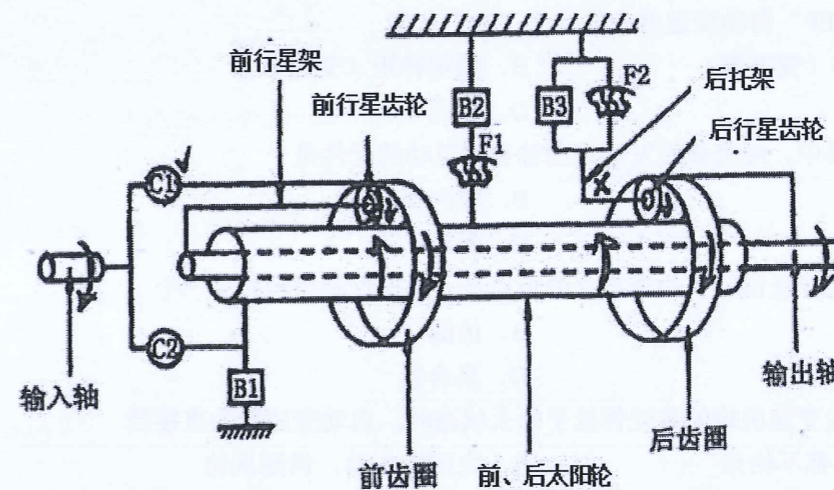 前行星架
前行星齿轮
B2
B3
F2
后托架
F1
后行星齿轮
C1
C2
B1
输入轴
输出轴
前齿圈
前、后太阳轮
后齿圈